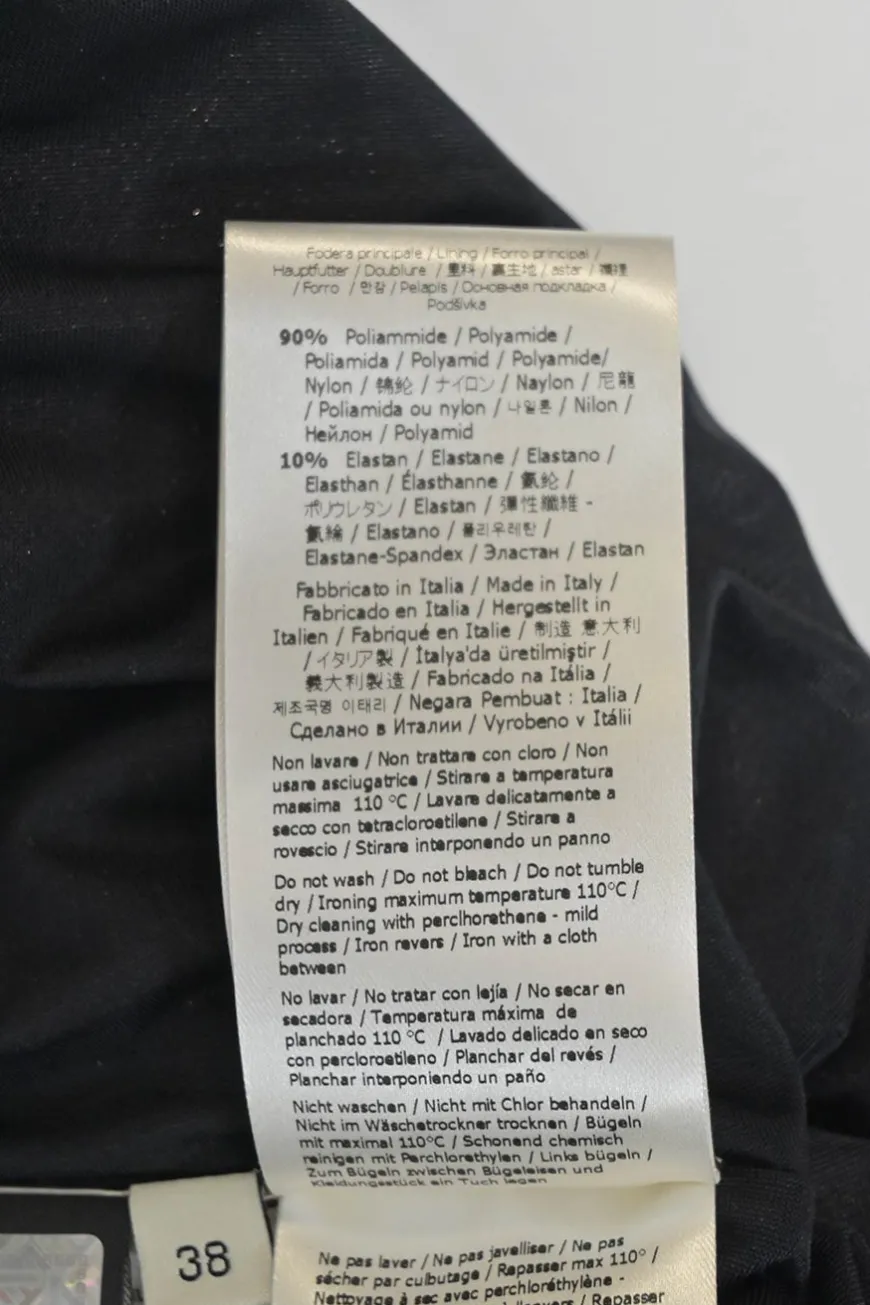 Fodera principale / Lining / Forro principal /
Hauptfutter / Doublure / 里料 / 裏生地 / astar / 裡
/ Forro / 안감 / Pelapis / Основная подкладка /
Podšívka
90% Poliammide / Polyamide /
Poliamida / Polyamid / Polyamide/
Nylon / 锦纶 / ナイロン / Naylon / 尼龍
/ Poliamida ou nylon / 나일론 / Nilon /
Нейлон / Polyamid
10% Elastan / Elastane / Elastano /
Elasthan / Élasthanne / 氨纶 /
ポリウレタン / Elastan / 彈性纖維 -
氨綸 / Elastano / 폴리우레탄 /
Elastane-Spandex / Эластан / Elastan
Fabbricato in Italia / Made in Italy /
Fabricado en Italia / Hergestellt in
Italien / Fabriqué en Italie / 制造 意大利
/ イタリア製 / İtalya'da üretilmiştir /
義大利製造 / Fabricado na Itália /
제조국명 이태리 / Negara Pembuat : Italia /
Сделано в Италии / Vyrobeno v Itálii
Non lavare / Non trattare con cloro / Non
usare asciugatrice / Stirare a temperatura
massima 110 °C / Lavare delicatamente a
secco con tetracloroetilene / Stirare a
rovescio / Stirare interponendo un panno
Do not wash / Do not bleach / Do not tumble
dry / Ironing maximum temperature 110°C /
Dry cleaning with perclhorethene - mild
process / Iron revers / Iron with a cloth
between
No lavar / No tratar con lejía / No secar en
secadora / Temperatura máxima de
planchado 110 °C / Lavado delicado en seco
con percloroetileno / Planchar del revés /
Planchar interponiendo un paño
Nicht waschen / Nicht mit Chlor behandeln /
Nicht im Wäschetrockner trocknen / Bügeln
mit maximal 110°C / Schonend chemisch
reinigen mit Perchlorethylen / Links bügeln /
Zum Bügeln zwischen Bügeleisen und
Kleidungsstück ein Tuch legen
38
Ne pas laver / Ne pas javelliser / Ne pas
sécher par culbutage / Repasser max 110° /
Nettoyage à sec avec perchloréthylène -
/ Repasser